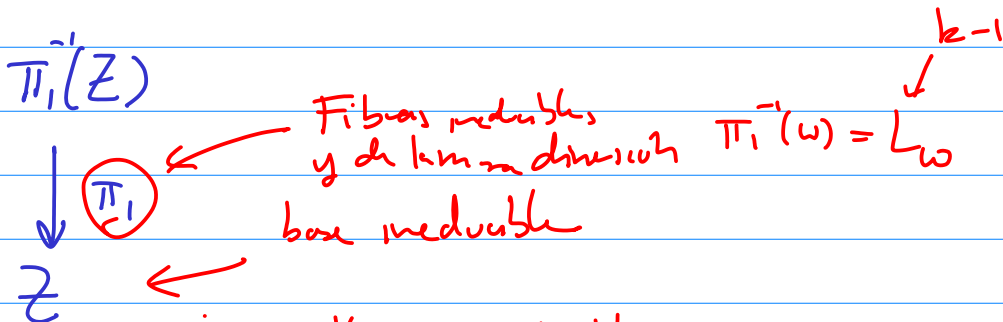 k-1
π₁⁻¹(Z)
Fibras irreducibles
y de la misma dimensión π₁⁻¹(ω) = L_ω
π₁
base irreducible
Z